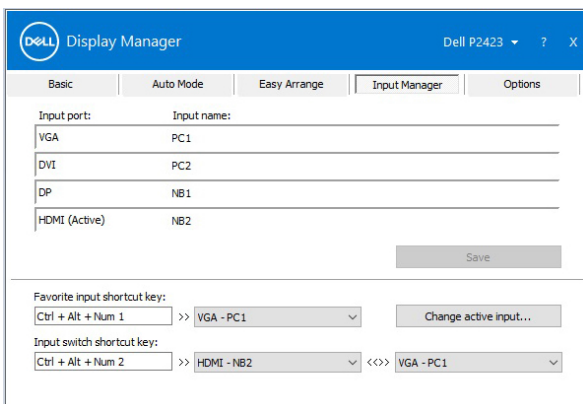 DELL Display Manager Dell P2423 ? X
Basic Auto Mode Easy Arrange Input Manager Options
Input port: Input name:
VGA PC1
DVI PC2
DP NB1
HDMI (Active) NB2
Save
Favorite input shortcut key:
Ctrl + Alt + Num 1 >> VGA - PC1 Change active input...
Input switch shortcut key:
Ctrl + Alt + Num 2 >> HDMI - NB2 <<>> VGA - PC1